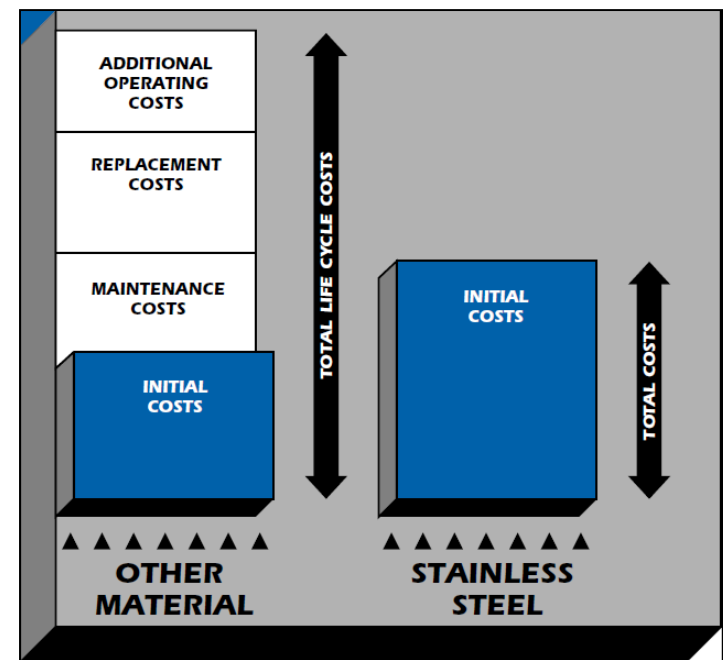 ADDITIONAL
OPERATING
COSTS
REPLACEMENT
COSTS
MAINTENANCE
COSTS
INITIAL
COSTS
TOTAL LIFE CYCLE COSTS
INITIAL
COSTS
TOTAL COSTS
OTHER
MATERIAL
STAINLESS
STEEL